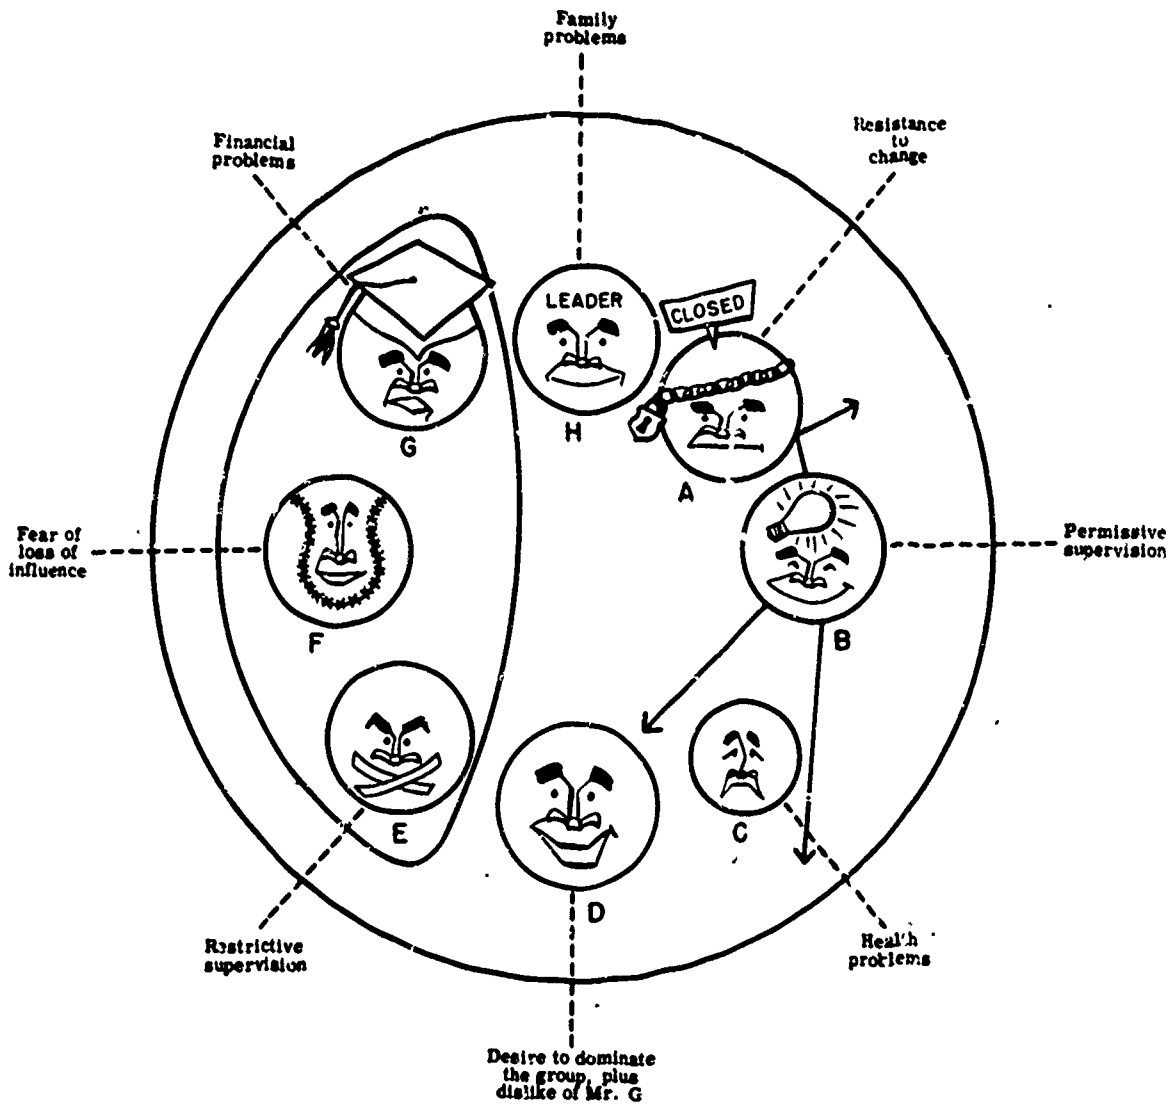 Family
problems
Financial
problems
Resistance
to
change
LEADER
CLOSED
G
H
A
Fear of
loss of
influence
Permissive
supervision
F
B
E
C
D
Restrictive
supervision
Health
problems
Desire to dominate
the group, plus
dislike of Mr. G